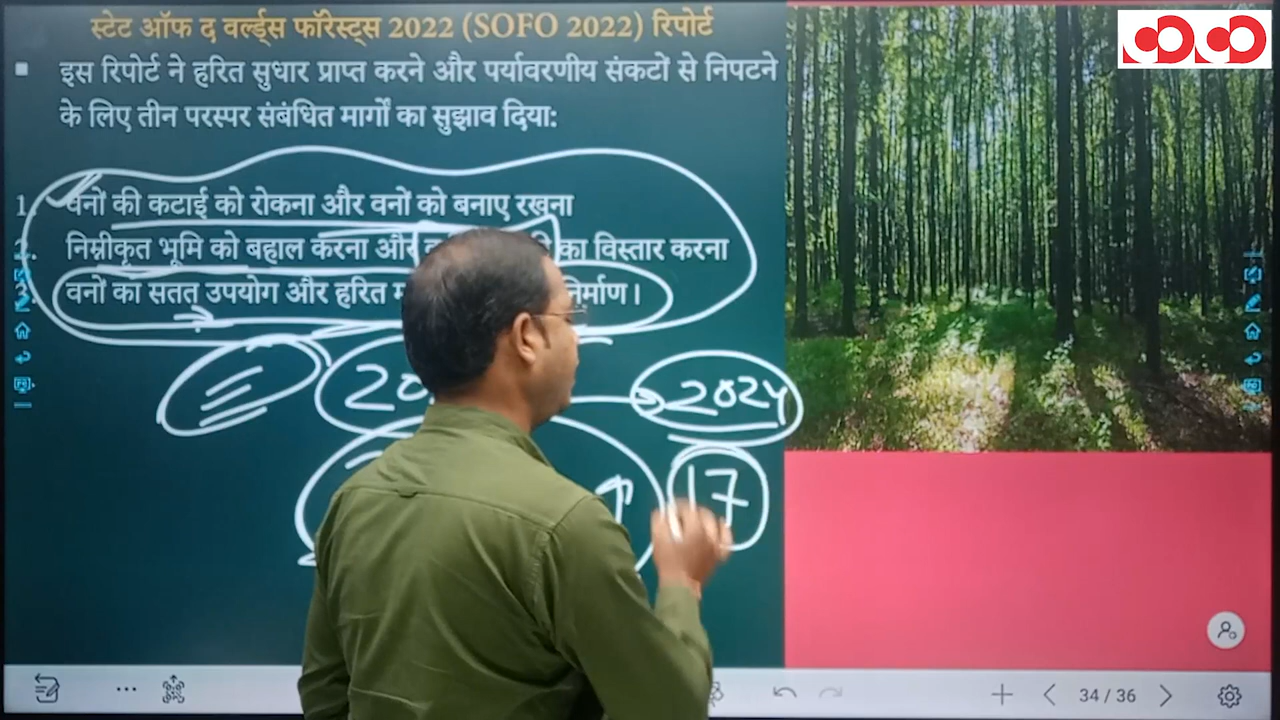 स्टेट ऑफ द वर्ल्ड्स फॉरेस्ट्स 2022 (SOFO 2022) रिपोर्ट
इस रिपोर्ट ने हरित सुधार प्राप्त करने और पर्यावरणीय संकटों से निपटने
के लिए तीन परस्पर संबंधित मार्गों का सुझाव दिया:
1. वनों की कटाई को रोकना और वनों को बनाए रखना
2. निम्नीकृत भूमि को बहाल करना और का विस्तार करना
वनों का सतत् उपयोग और हरित निर्माण।
2024
17
34 / 36